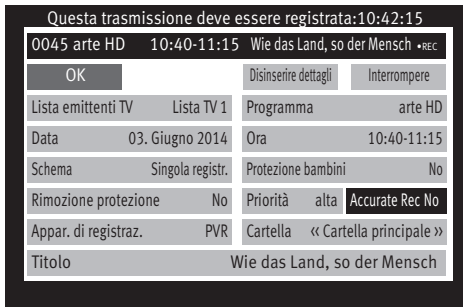 Questa trasmissione deve essere registrata:10:42:15
0045 arte HD 10:40-11:15 Wie das Land, so der Mensch •REC
OK Disinserire dettagli Interrompere
Lista emittenti TV Lista TV 1 Programma arte HD
Data 03. Giugno 2014 Ora 10:40-11:15
Schema Singola registr. Protezione bambini No
Rimozione protezione No Priorità alta Accurate Rec No
Appar. di registraz. PVR Cartella « Cartella principale »
Titolo Wie das Land, so der Mensch